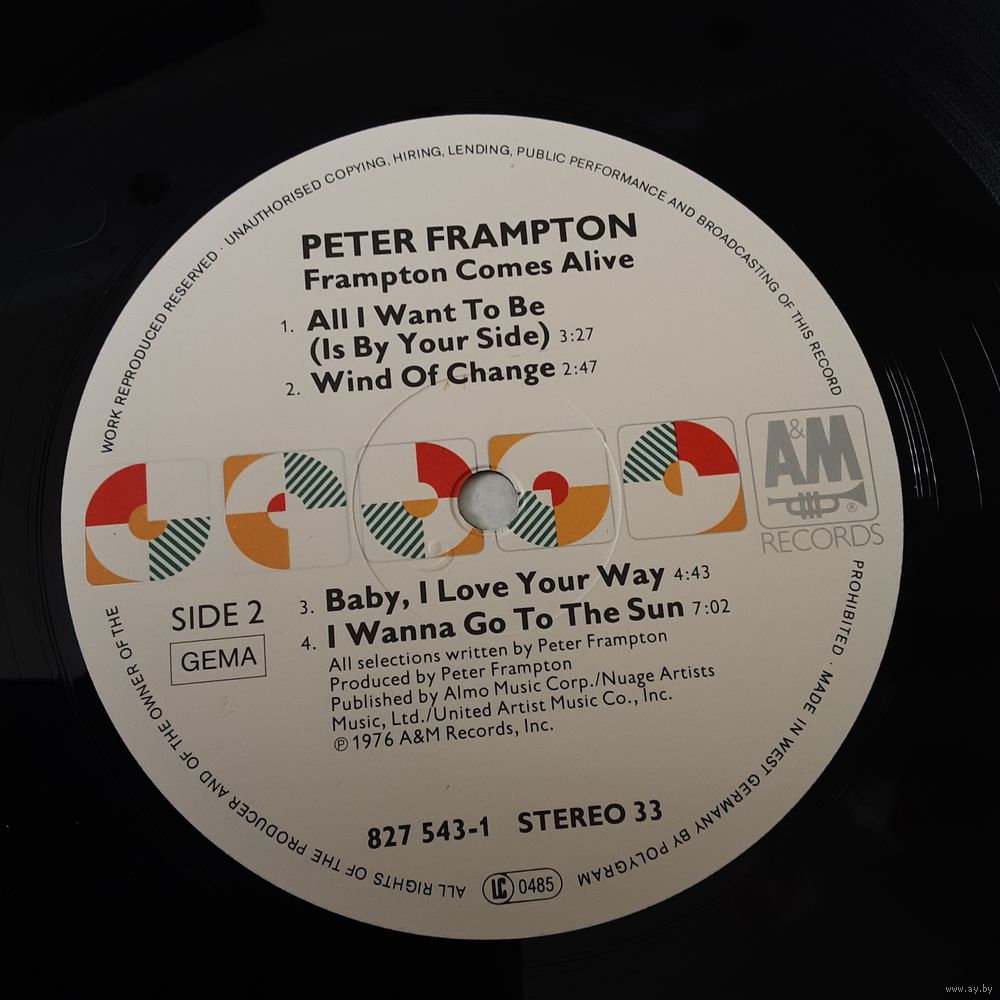 WORK REPRODUCED RESERVED · UNAUTHORISED COPYING, HIRING, LENDING, PUBLIC PERFORMANCE AND BROADCASTING OF THIS RECORD
PETER FRAMPTON
Frampton Comes Alive
1. All I Want To Be
(Is By Your Side) 3:27
2. Wind Of Change 2:47
A&M
®
RECORDS
SIDE 2
GEMA
3. Baby, I Love Your Way 4:43
4. I Wanna Go To The Sun 7:02
All selections written by Peter Frampton
Produced by Peter Frampton
Published by Almo Music Corp./Nuage Artists
Music, Ltd./United Artist Music Co., Inc.
℗ 1976 A&M Records, Inc.
827 543-1 STEREO 33
LC 0485
PROHIBITED · MADE IN WEST GERMANY BY POLYGRAM
ALL RIGHTS OF THE PRODUCER AND OF THE OWNER OF THE
www.ay.by